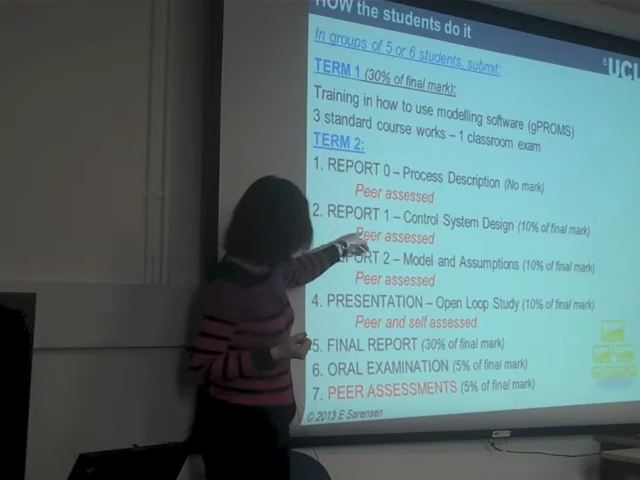 HOW the students do it
UCL
In groups of 5 or 6 students, submit:
TERM 1 (30% of final mark):
Training in how to use modelling software (gPROMS)
3 standard course works – 1 classroom exam
TERM 2:
1. REPORT 0 – Process Description (No mark)
Peer assessed
2. REPORT 1 – Control System Design (10% of final mark)
Peer assessed
REPORT 2 – Model and Assumptions (10% of final mark)
Peer assessed
4. PRESENTATION – Open Loop Study (10% of final mark)
Peer and self assessed
5. FINAL REPORT (30% of final mark)
6. ORAL EXAMINATION (5% of final mark)
7. PEER ASSESSMENTS (5% of final mark)
© 2013 E Sørensen